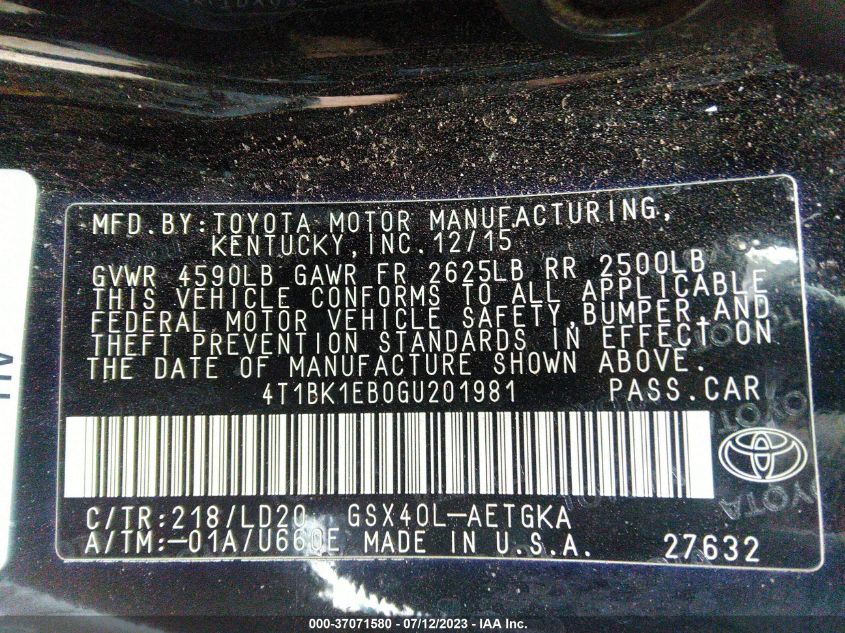 MFD.BY:TOYOTA MOTOR MANUFACTURING,
KENTUCKY,INC.12/15
GVWR 4590LB GAWR FR 2625LB RR 2500LB
THIS VEHICLE CONFORMS TO ALL APPLICABLE
FEDERAL MOTOR VEHICLE SAFETY,BUMPER,AND
THEFT PREVENTION STANDARDS IN EFFECT ON
THE DATE OF MANUFACTURE SHOWN ABOVE.
4T1BK1EB0GU201981 PASS.CAR
TOYOTA
C/TR:218/LD20 GSX40L-AETGKA
A/TM:-01A/U660E MADE IN U.S.A. 27632
000-37071580 - 07/12/2023 - IAA Inc.